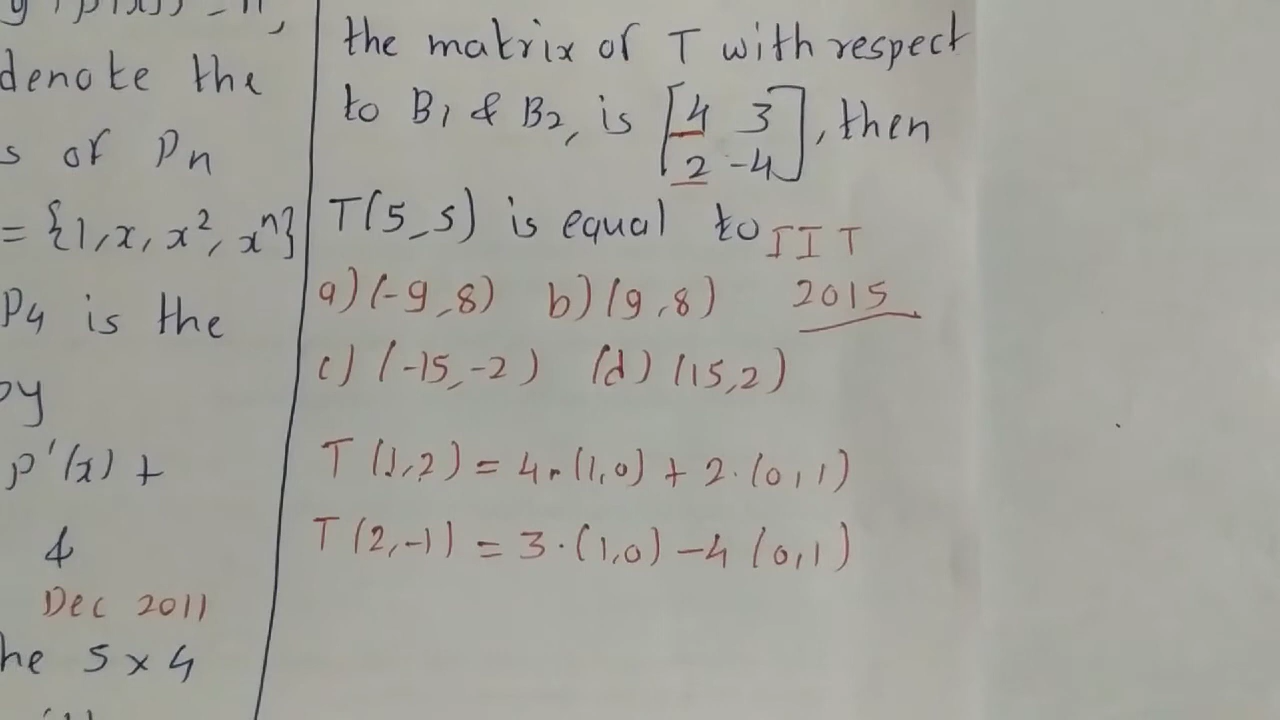 denote the
s of Pn
= {1, x, x², xⁿ}
P4 is the
by
p'(x) +
&
Dec 2011
he 5 x 4
the matrix of T with respect
to B1 & B2, is [4 3
2 -4], then
T(5,5) is equal to IIT
a) (-9,8) b) (9,8) 2015
c) (-15,-2) (d) (15,2)
T(1,2) = 4.(1,0) + 2.(0,1)
T(2,-1) = 3.(1,0) -4 (0,1)